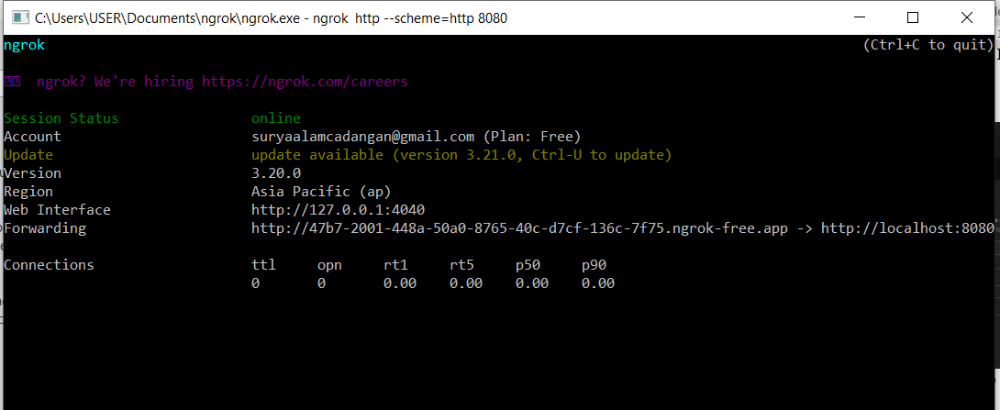 C:\Users\USER\Documents\ngrok\ngrok.exe - ngrok  http --scheme=http 8080
ngrok (Ctrl+C to quit)
ngrok? We're hiring https://ngrok.com/careers
Session Status online
Account suryaalamcadangan@gmail.com (Plan: Free)
Update update available (version 3.21.0, Ctrl-U to update)
Version 3.20.0
Region Asia Pacific (ap)
Web Interface http://127.0.0.1:4040
Forwarding http://47b7-2001-448a-50a0-8765-40c-d7cf-136c-7f75.ngrok-free.app -> http://localhost:8080
Connections ttl opn rt1 rt5 p50 p90
0 0 0.00 0.00 0.00 0.00